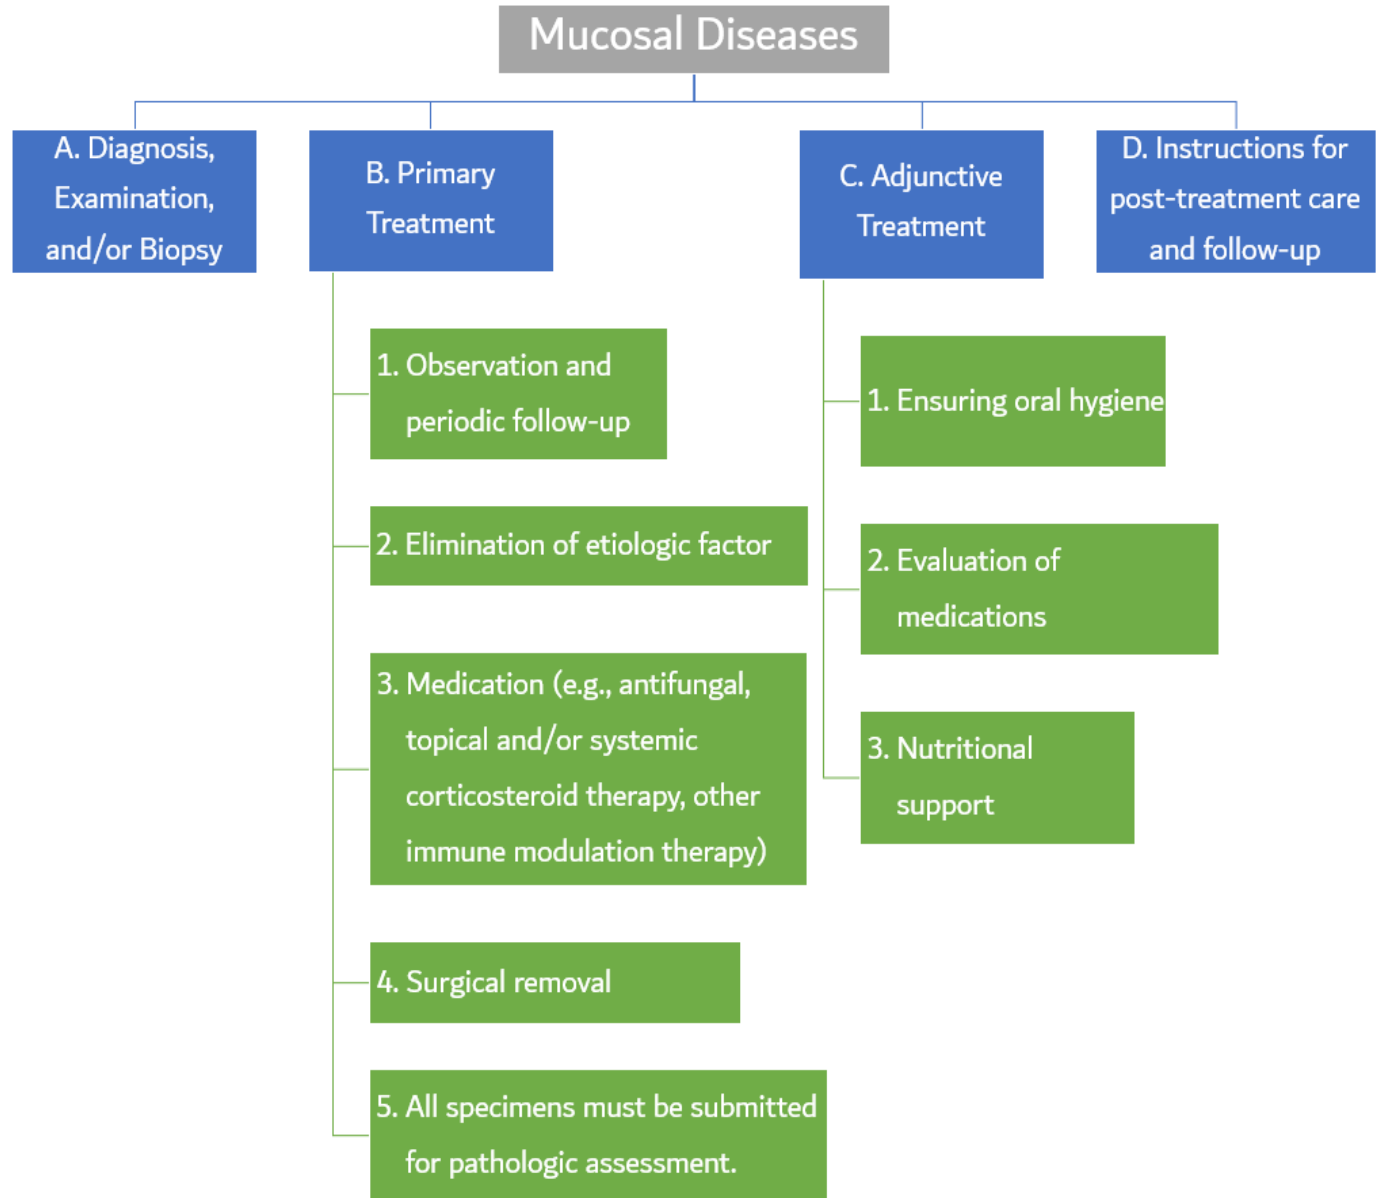 Mucosal Diseases
A. Diagnosis,
Examination,
and/or Biopsy
B. Primary
Treatment
1. Observation and
periodic follow-up
2. Elimination of etiologic factor
3. Medication (e.g., antifungal,
topical and/or systemic
corticosteroid therapy, other
immune modulation therapy)
4. Surgical removal
5. All specimens must be submitted
for pathologic assessment.
C. Adjunctive
Treatment
1. Ensuring oral hygiene
2. Evaluation of
medications
3. Nutritional
support
D. Instructions for
post-treatment care
and follow-up